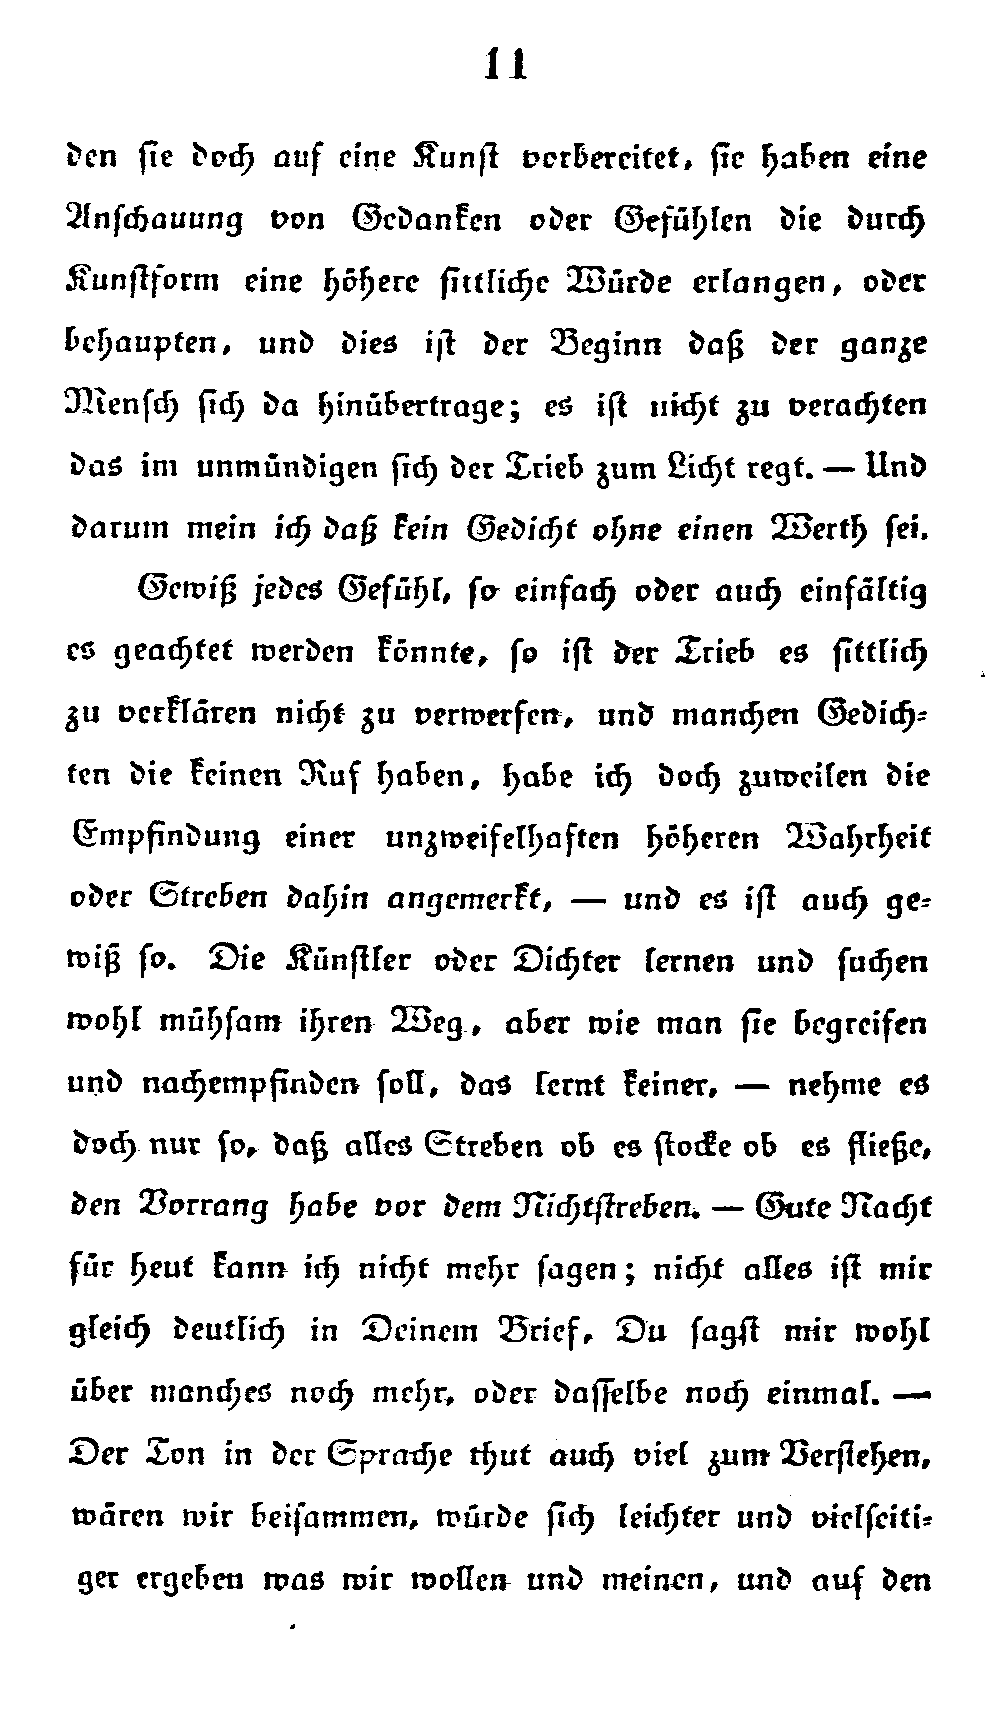 11
den ſie doch auf eine Kunſt vorbereitet, ſie haben eine
Anſchauung von Gedanken oder Gefühlen die durch
Kunſtform eine höhere ſittliche Würde erlangen, oder
behaupten, und dies iſt der Beginn daß der ganze
Menſch ſich da hinübertrage; es iſt nicht zu verachten
das im unmündigen ſich der Trieb zum Licht regt. — Und
darum mein ich daß kein Gedicht ohne einen Werth ſei.
Gewiß jedes Gefühl, ſo einfach oder auch einfältig
es geachtet werden könnte, ſo iſt der Trieb es ſittlich
zu verklären nicht zu verwerfen, und manchen Gedich⸗
ten die keinen Ruf haben, habe ich doch zuweilen die
Empfindung einer unzweifelhaften höheren Wahrheit
oder Streben dahin angemerkt, — und es iſt auch ge⸗
wiß ſo. Die Künſtler oder Dichter lernen und ſuchen
wohl mühſam ihren Weg, aber wie man ſie begreifen
und nachempfinden ſoll, das lernt keiner, — nehme es
doch nur ſo, daß alles Streben ob es ſtocke ob es fließe,
den Vorrang habe vor dem Nichtſtreben. — Gute Nacht
für heut kann ich nicht mehr ſagen; nicht alles iſt mir
gleich deutlich in Deinem Brief, Du ſagſt mir wohl
über manches noch mehr, oder daſſelbe noch einmal. —
Der Ton in der Sprache thut auch viel zum Verſtehen,
wären wir beiſammen, würde ſich leichter und vielſeiti⸗
ger ergeben was wir wollen und meinen, und auf den